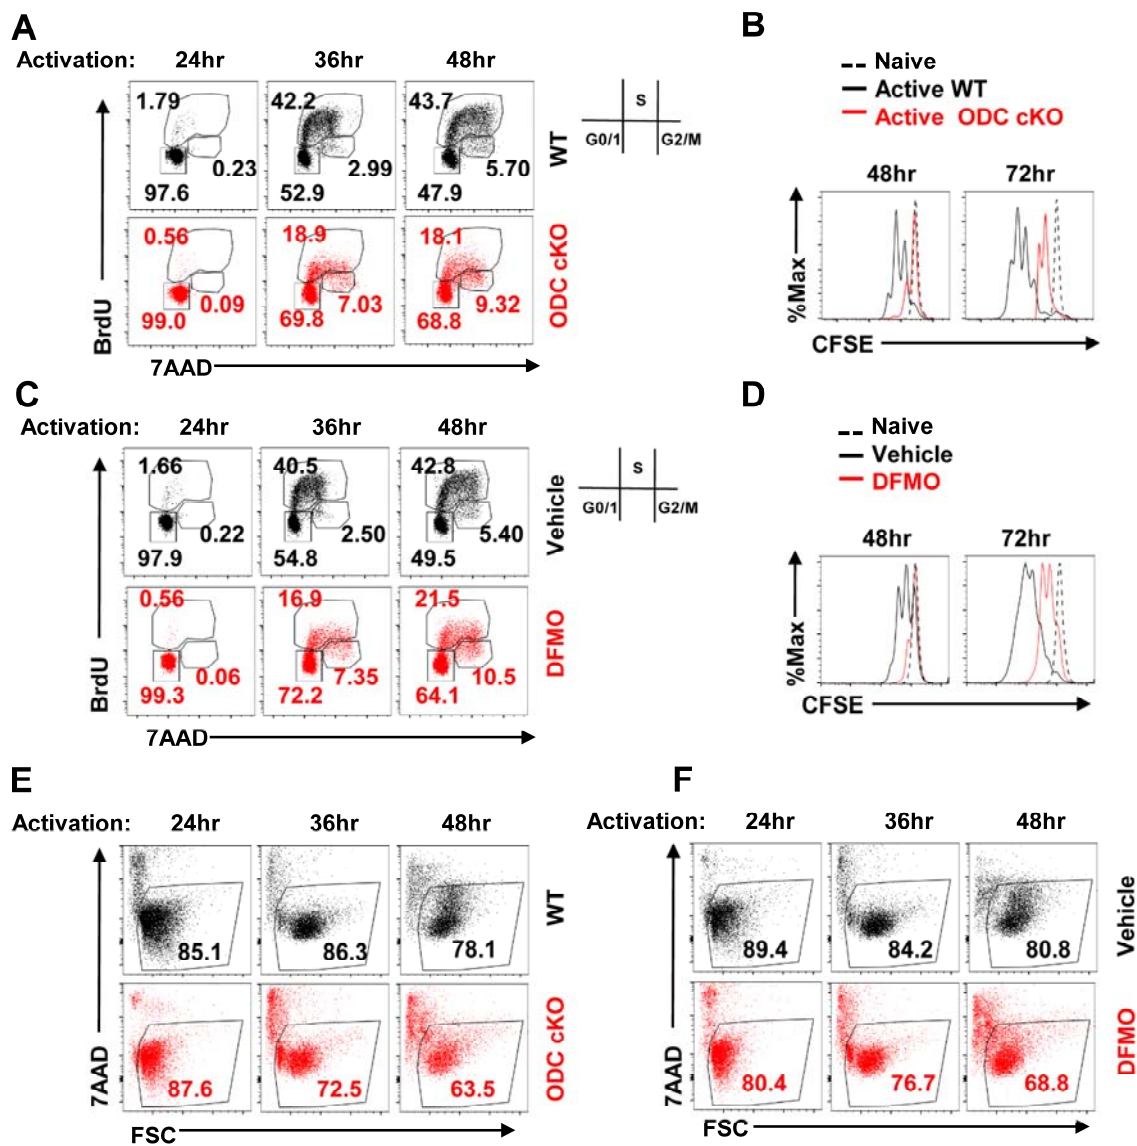 A
Activation: 24hr 36hr 48hr
1.79 42.2 43.7
0.23 2.99 5.70
97.6 52.9 47.9
WT
0.56 18.9 18.1
0.09 7.03 9.32
99.0 69.8 68.8
ODC cKO
BrdU
7AAD
S
G0/1 G2/M
B
Naive
Active WT
Active ODC cKO
48hr 72hr
%Max
CFSE
C
Activation: 24hr 36hr 48hr
1.66 40.5 42.8
0.22 2.50 5.40
97.9 54.8 49.5
Vehicle
0.56 16.9 21.5
0.06 7.35 10.5
99.3 72.2 64.1
DFMO
BrdU
7AAD
S
G0/1 G2/M
D
Naive
Vehicle
DFMO
48hr 72hr
%Max
CFSE
E
Activation: 24hr 36hr 48hr
85.1 86.3 78.1
WT
87.6 72.5 63.5
ODC cKO
7AAD
FSC
F
Activation: 24hr 36hr 48hr
89.4 84.2 80.8
Vehicle
80.4 76.7 68.8
DFMO
7AAD
FSC